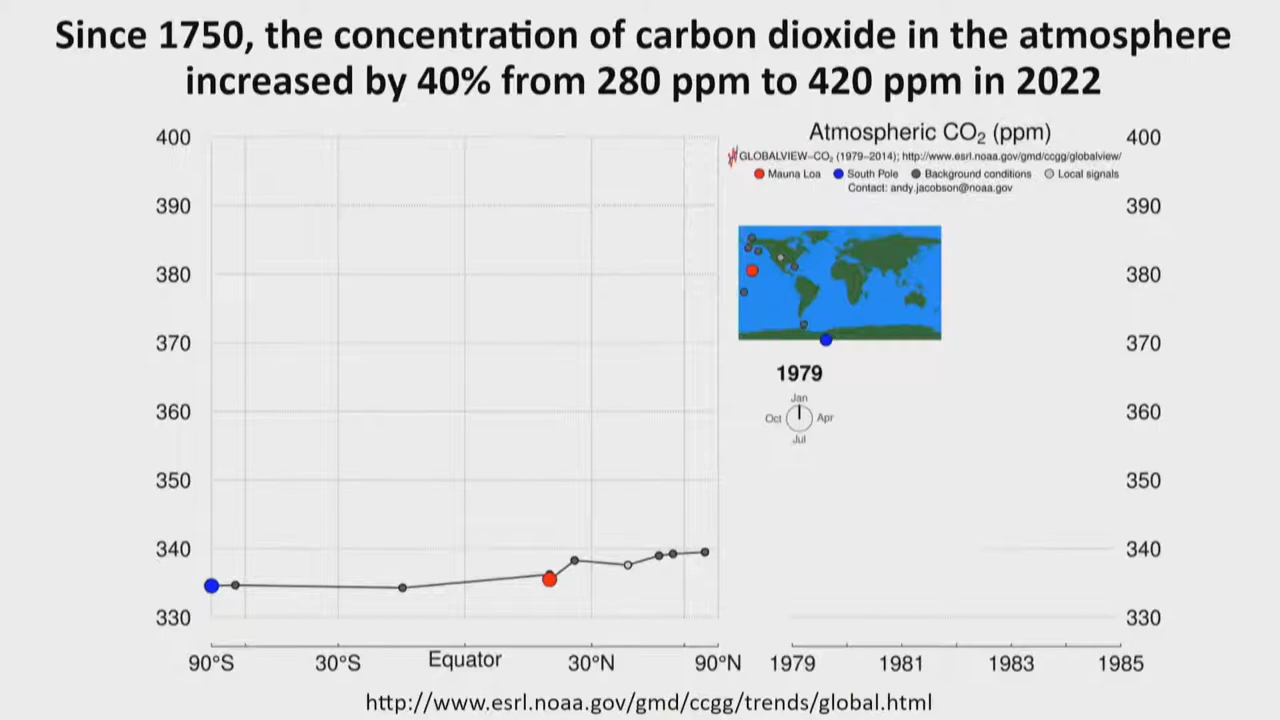 Since 1750, the concentration of carbon dioxide in the atmosphere
increased by 40% from 280 ppm to 420 ppm in 2022
Atmospheric CO₂ (ppm)
GLOBALVIEW-CO₂ (1979-2014); http://www.esrl.noaa.gov/gmd/ccgg/globalview/
Mauna Loa South Pole Background conditions Local signals
Contact: andy.jacobson@noaa.gov
400
390
380
370
360
350
340
330
90°S 30°S Equator 30°N 90°N
1979
Jan
Oct Apr
Jul
400
390
380
370
360
350
340
330
1979 1981 1983 1985
http://www.esrl.noaa.gov/gmd/ccgg/trends/global.html